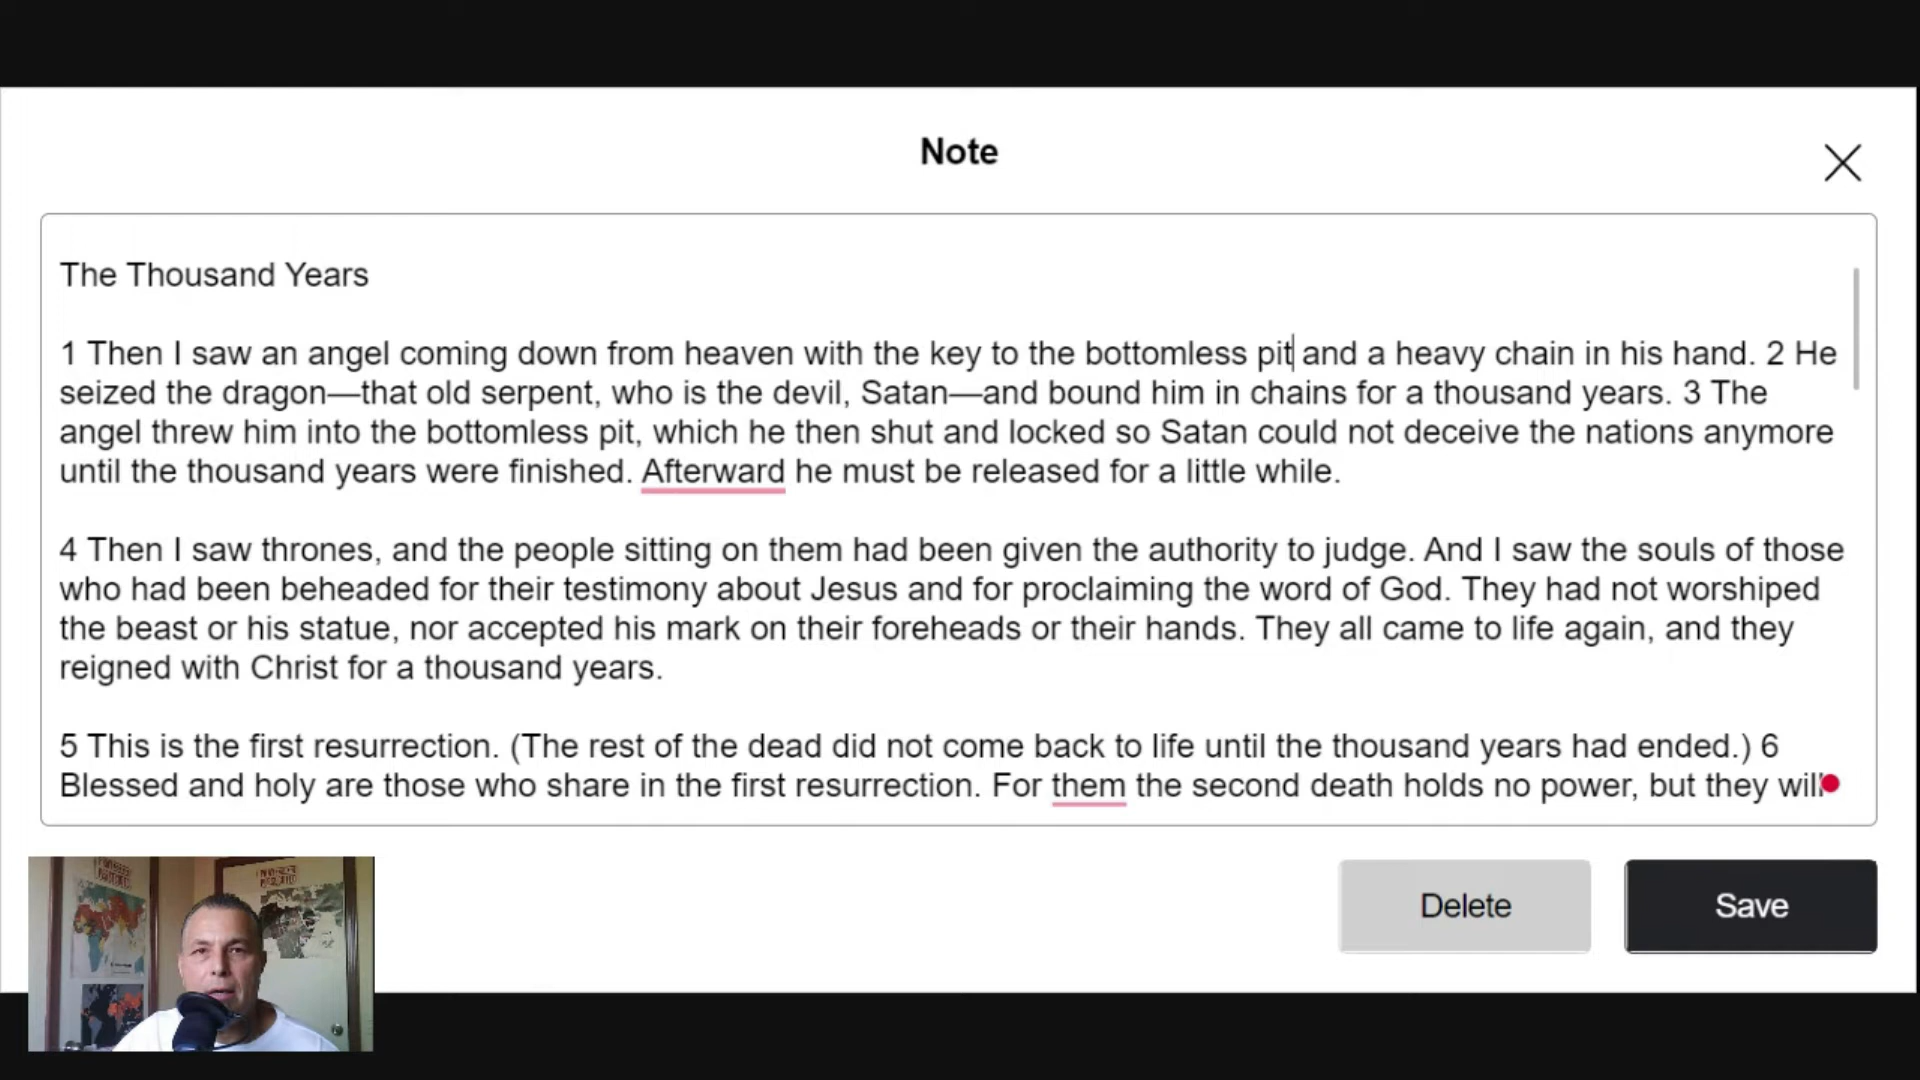 Note
The Thousand Years
1 Then I saw an angel coming down from heaven with the key to the bottomless pit and a heavy chain in his hand. 2 He
seized the dragon—that old serpent, who is the devil, Satan—and bound him in chains for a thousand years. 3 The
angel threw him into the bottomless pit, which he then shut and locked so Satan could not deceive the nations anymore
until the thousand years were finished. Afterward he must be released for a little while.
4 Then I saw thrones, and the people sitting on them had been given the authority to judge. And I saw the souls of those
who had been beheaded for their testimony about Jesus and for proclaiming the word of God. They had not worshiped
the beast or his statue, nor accepted his mark on their foreheads or their hands. They all came to life again, and they
reigned with Christ for a thousand years.
5 This is the first resurrection. (The rest of the dead did not come back to life until the thousand years had ended.) 6
Blessed and holy are those who share in the first resurrection. For them the second death holds no power, but they will
Delete
Save